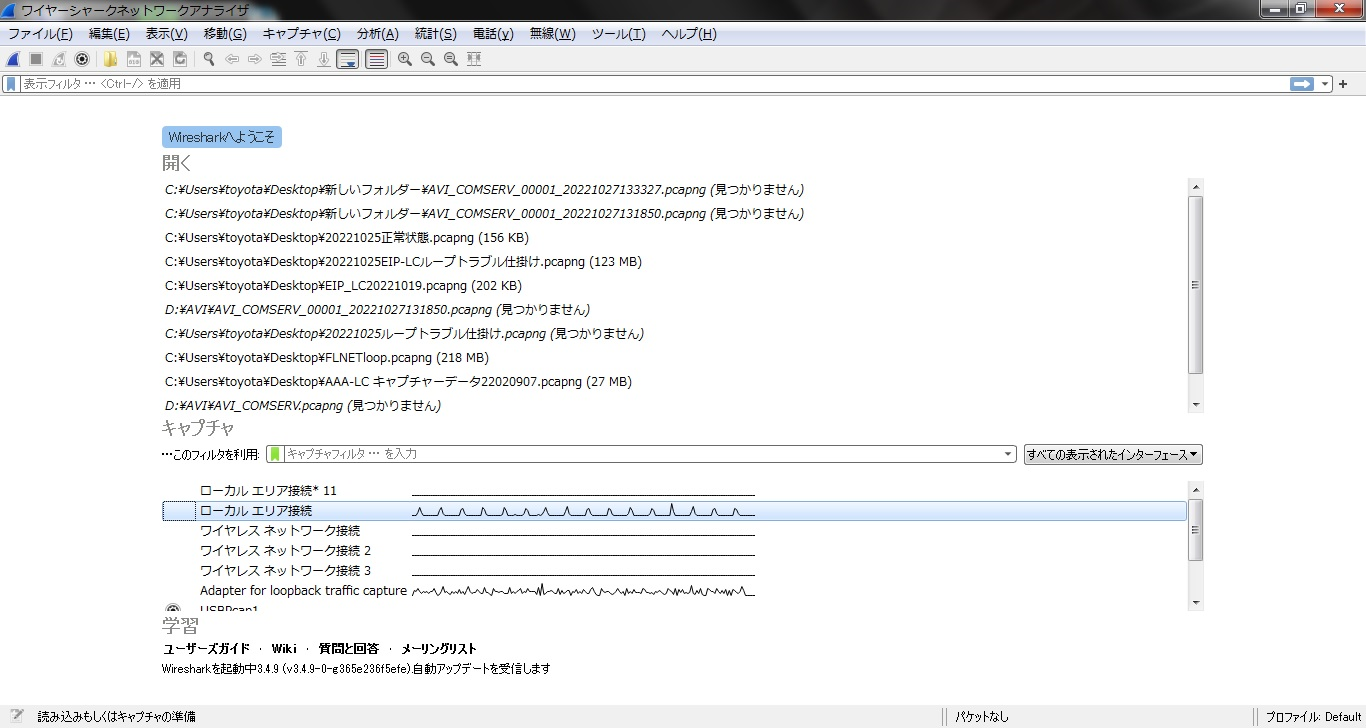 ワイヤーシャークネットワークアナライザ
ファイル(F) 編集(E) 表示(V) 移動(G) キャプチャ(C) 分析(A) 統計(S) 電話(y) 無線(W) ツール(T) ヘルプ(H)
表示フィルタ … <Ctrl-/> を適用
Wiresharkへようこそ
開く
C:¥Users¥toyota¥Desktop¥新しいフォルダー¥AVI_COMSERV_00001_20221027133327.pcapng (見つかりません)
C:¥Users¥toyota¥Desktop¥新しいフォルダー¥AVI_COMSERV_00001_20221027131850.pcapng (見つかりません)
C:¥Users¥toyota¥Desktop¥20221025正常状態.pcapng (156 KB)
C:¥Users¥toyota¥Desktop¥20221025EIP-LCループトラブル仕掛け.pcapng (123 MB)
C:¥Users¥toyota¥Desktop¥EIP_LC20221019.pcapng (202 KB)
D:¥AVI¥AVI_COMSERV_00001_20221027131850.pcapng (見つかりません)
C:¥Users¥toyota¥Desktop¥20221025ループトラブル仕掛け.pcapng (見つかりません)
C:¥Users¥toyota¥Desktop¥FLNETloop.pcapng (218 MB)
C:¥Users¥toyota¥Desktop¥AAA-LC キャプチャーデータ22020907.pcapng (27 MB)
D:¥AVI¥AVI_COMSERV.pcapng (見つかりません)
キャプチャ
…このフィルタを利用: キャプチャフィルタ … を入力 すべての表示されたインターフェース
ローカル エリア接続* 11
ローカル エリア接続
ワイヤレス ネットワーク接続
ワイヤレス ネットワーク接続 2
ワイヤレス ネットワーク接続 3
Adapter for loopback traffic capture
USBPcap1
学習
ユーザーズガイド · Wiki · 質問と回答 · メーリングリスト
Wiresharkを起動中3.4.9 (v3.4.9-0-g365e236f5efe).自動アップデートを受信します
読み込みもしくはキャプチャの準備 パケットなし プロファイル: Default